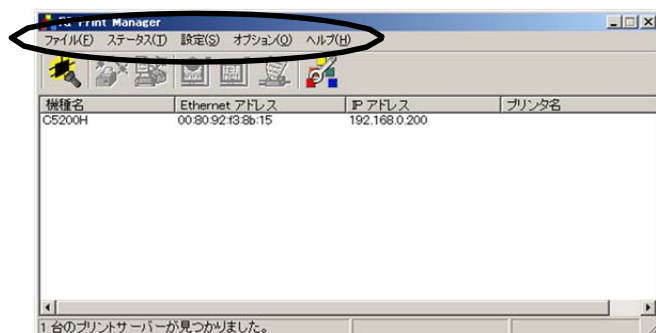 Print Manager
ファイル(F) ステータス(T) 設定(S) オプション(O) ヘルプ(H)
機種名 Ethernet アドレス IP アドレス プリンタ名
C5200H 00:80:92:f3:8b:15 192.168.0.200
1 台のプリントサーバーが見つかりました。